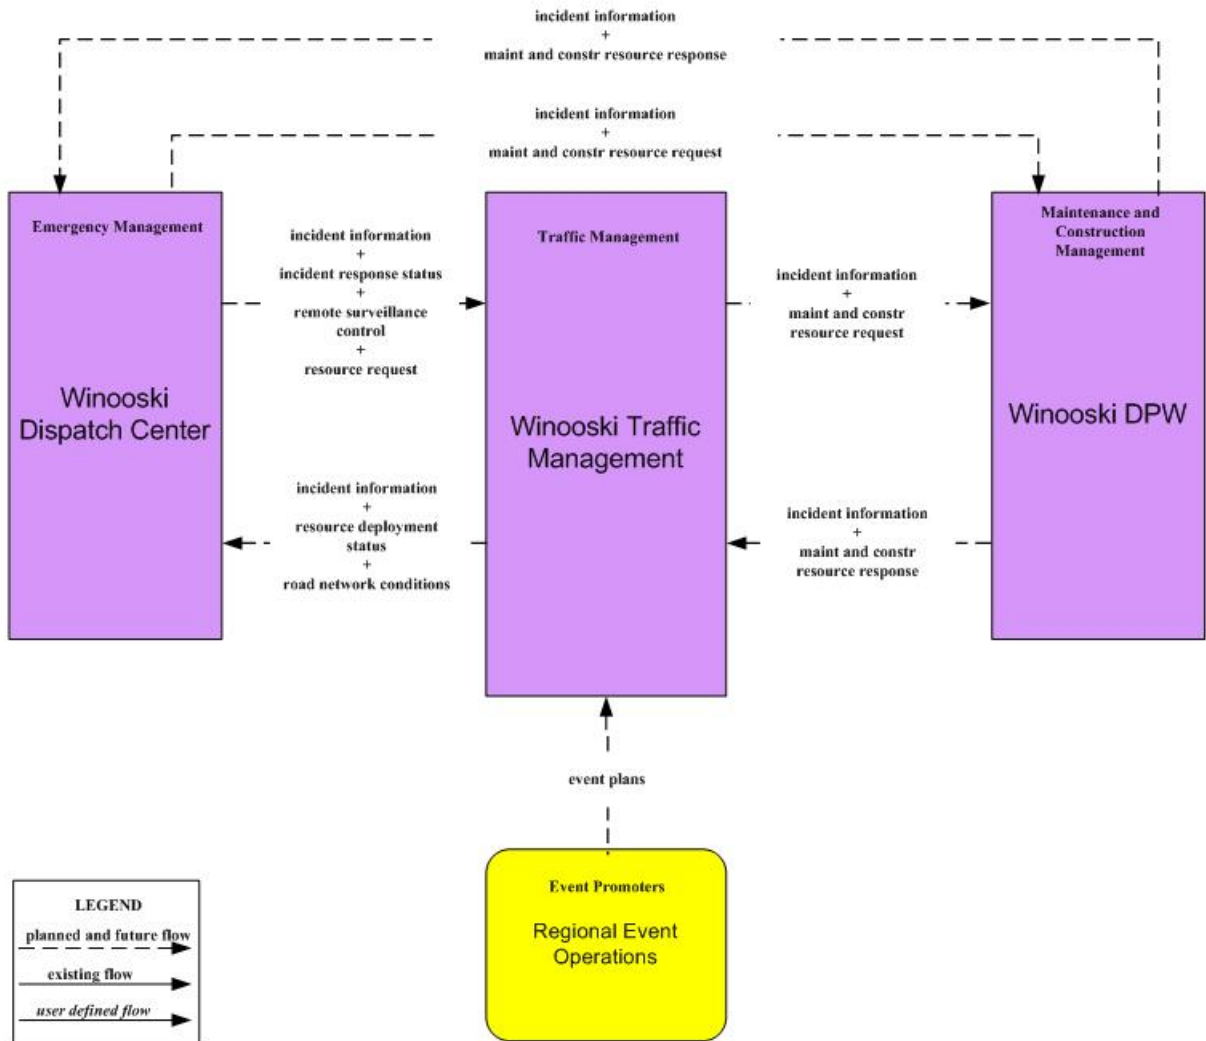 incident information
+
maint and constr resource response
incident information
+
maint and constr resource request
Emergency Management
Winooski
Dispatch Center
incident information
+
incident response status
+
remote surveillance
control
+
resource request
incident information
+
resource deployment
status
+
road network conditions
Traffic Management
Winooski Traffic
Management
incident information
+
maint and constr
resource request
incident information
+
maint and constr
resource response
Maintenance and
Construction
Management
Winooski DPW
event plans
Event Promoters
Regional Event
Operations
LEGEND
planned and future flow
existing flow
user defined flow